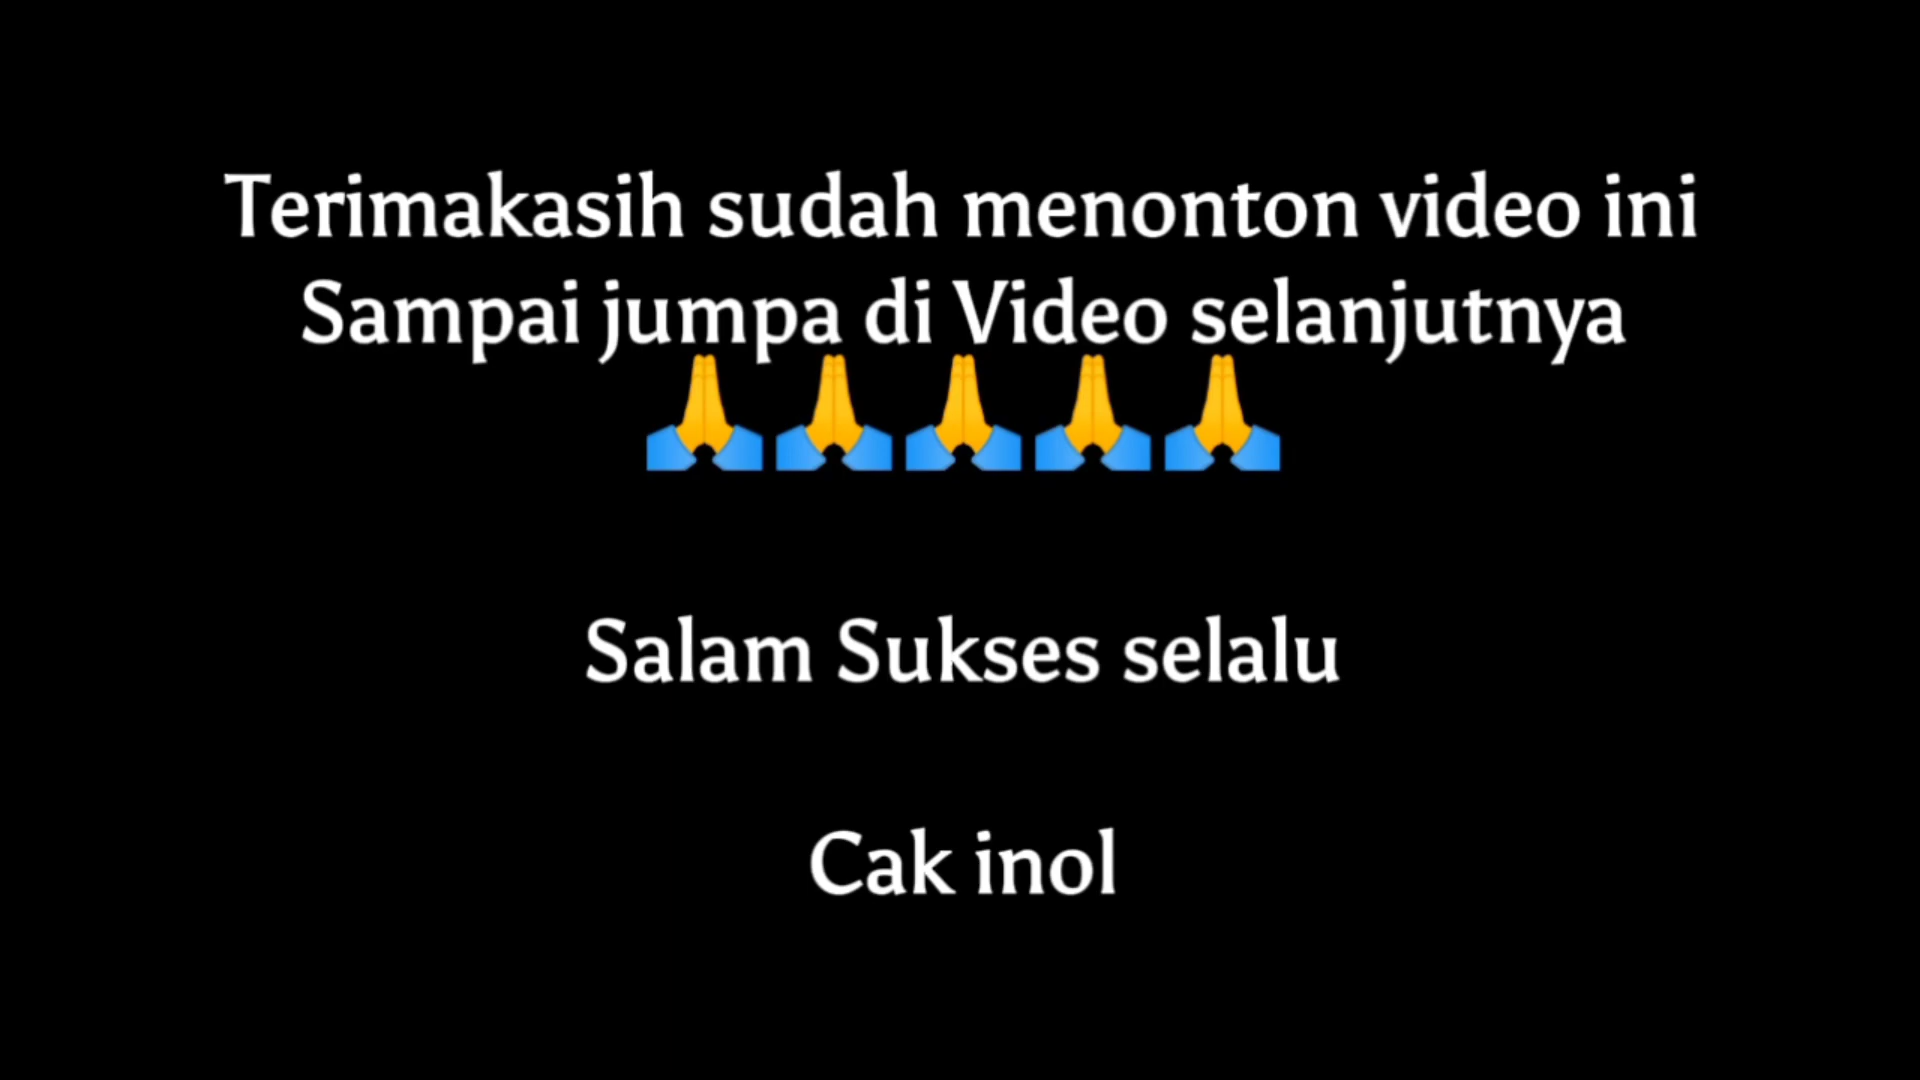 Terimakasih sudah menonton video ini
Sampai jumpa di Video selanjutnya
🙏🙏🙏🙏🙏
Salam Sukses selalu
Cak inol